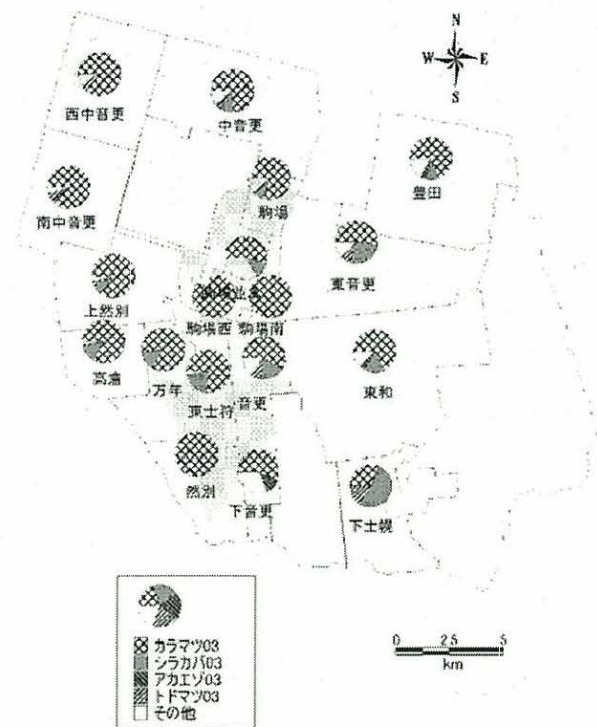 N
W E
S
西中音更
中音更
豊田
南中音更
駒場
東音更
上然別
駒場西 駒場南
高倉
万年
東士狩
音更
東和
然別
下音更
下士幌
カラマツ03
シラカバ03
アカエゾ03
トドマツ03
その他
0 2.5 5
km